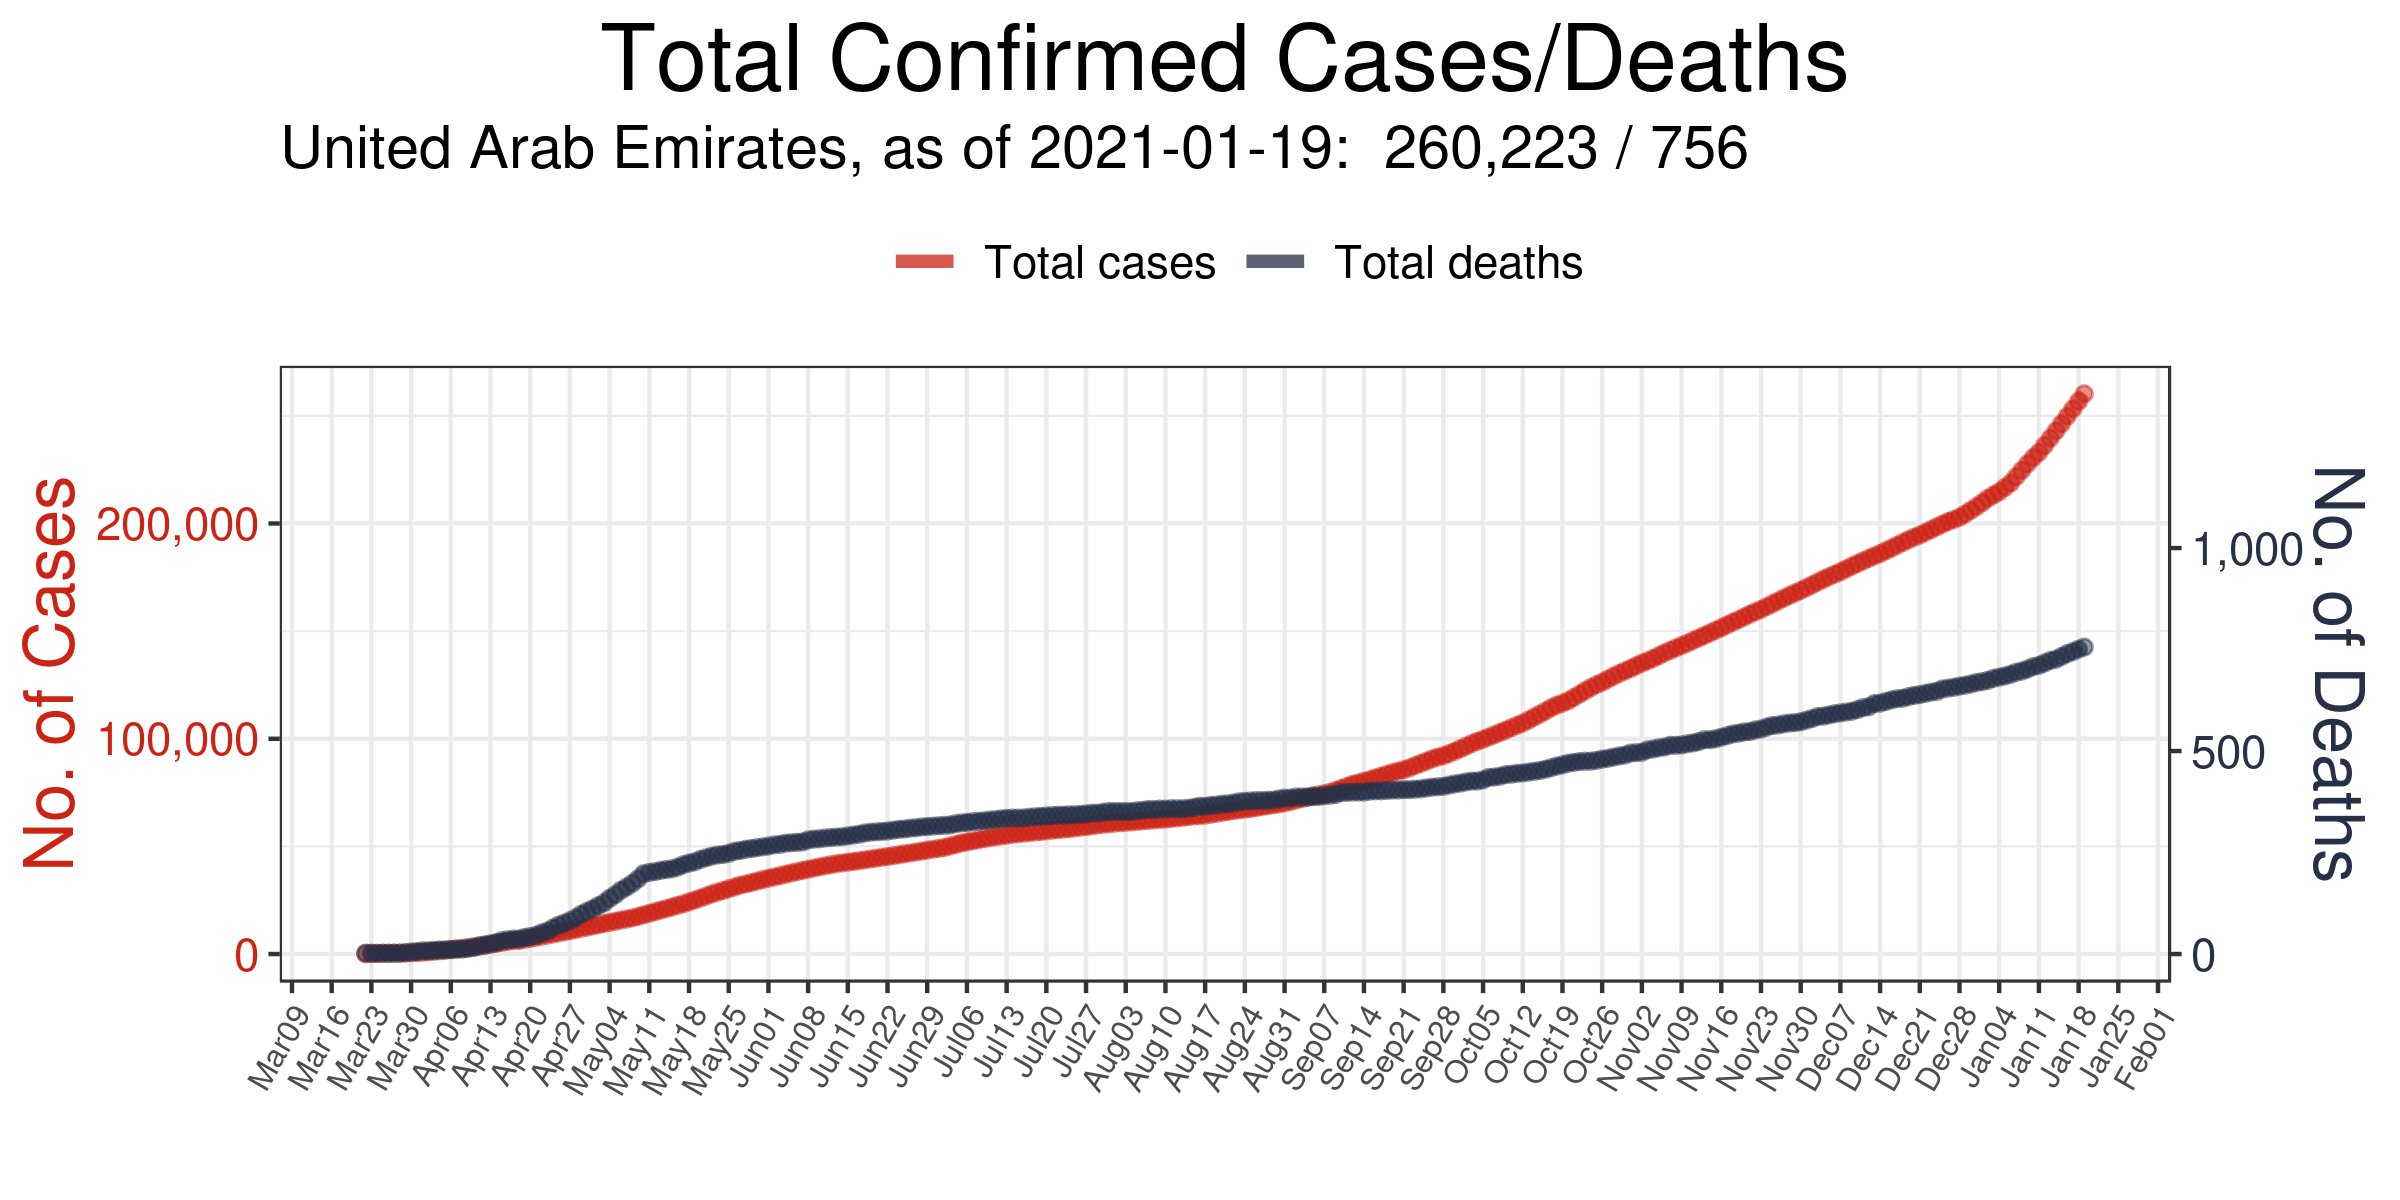 Total Confirmed Cases/Deaths
United Arab Emirates, as of 2021-01-19:  260,223 / 756
Total cases
Total deaths
No. of Cases
200,000
100,000
0
1,000
500
0
No. of Deaths
Mar09
Mar16
Mar23
Mar30
Apr06
Apr13
Apr20
Apr27
May04
May11
May18
May25
Jun01
Jun08
Jun15
Jun22
Jun29
Jul06
Jul13
Jul20
Jul27
Aug03
Aug10
Aug17
Aug24
Aug31
Sep07
Sep14
Sep21
Sep28
Oct05
Oct12
Oct19
Oct26
Nov02
Nov09
Nov16
Nov23
Nov30
Dec07
Dec14
Dec21
Dec28
Jan04
Jan11
Jan18
Jan25
Feb01